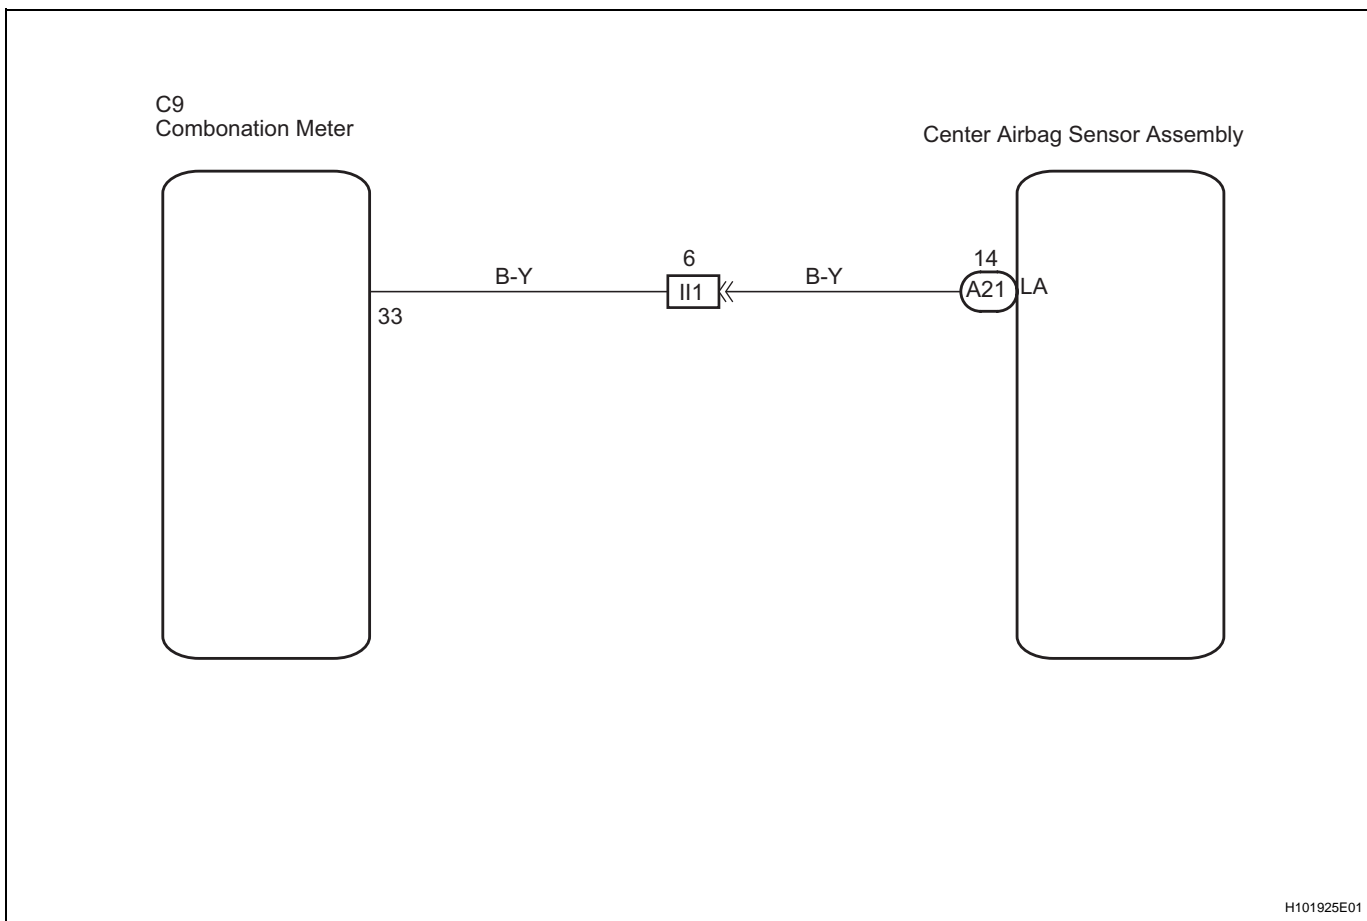 C9
Combonation Meter
Center Airbag Sensor Assembly
6
14
B-Y
II1
B-Y
A21
LA
33
H101925E01